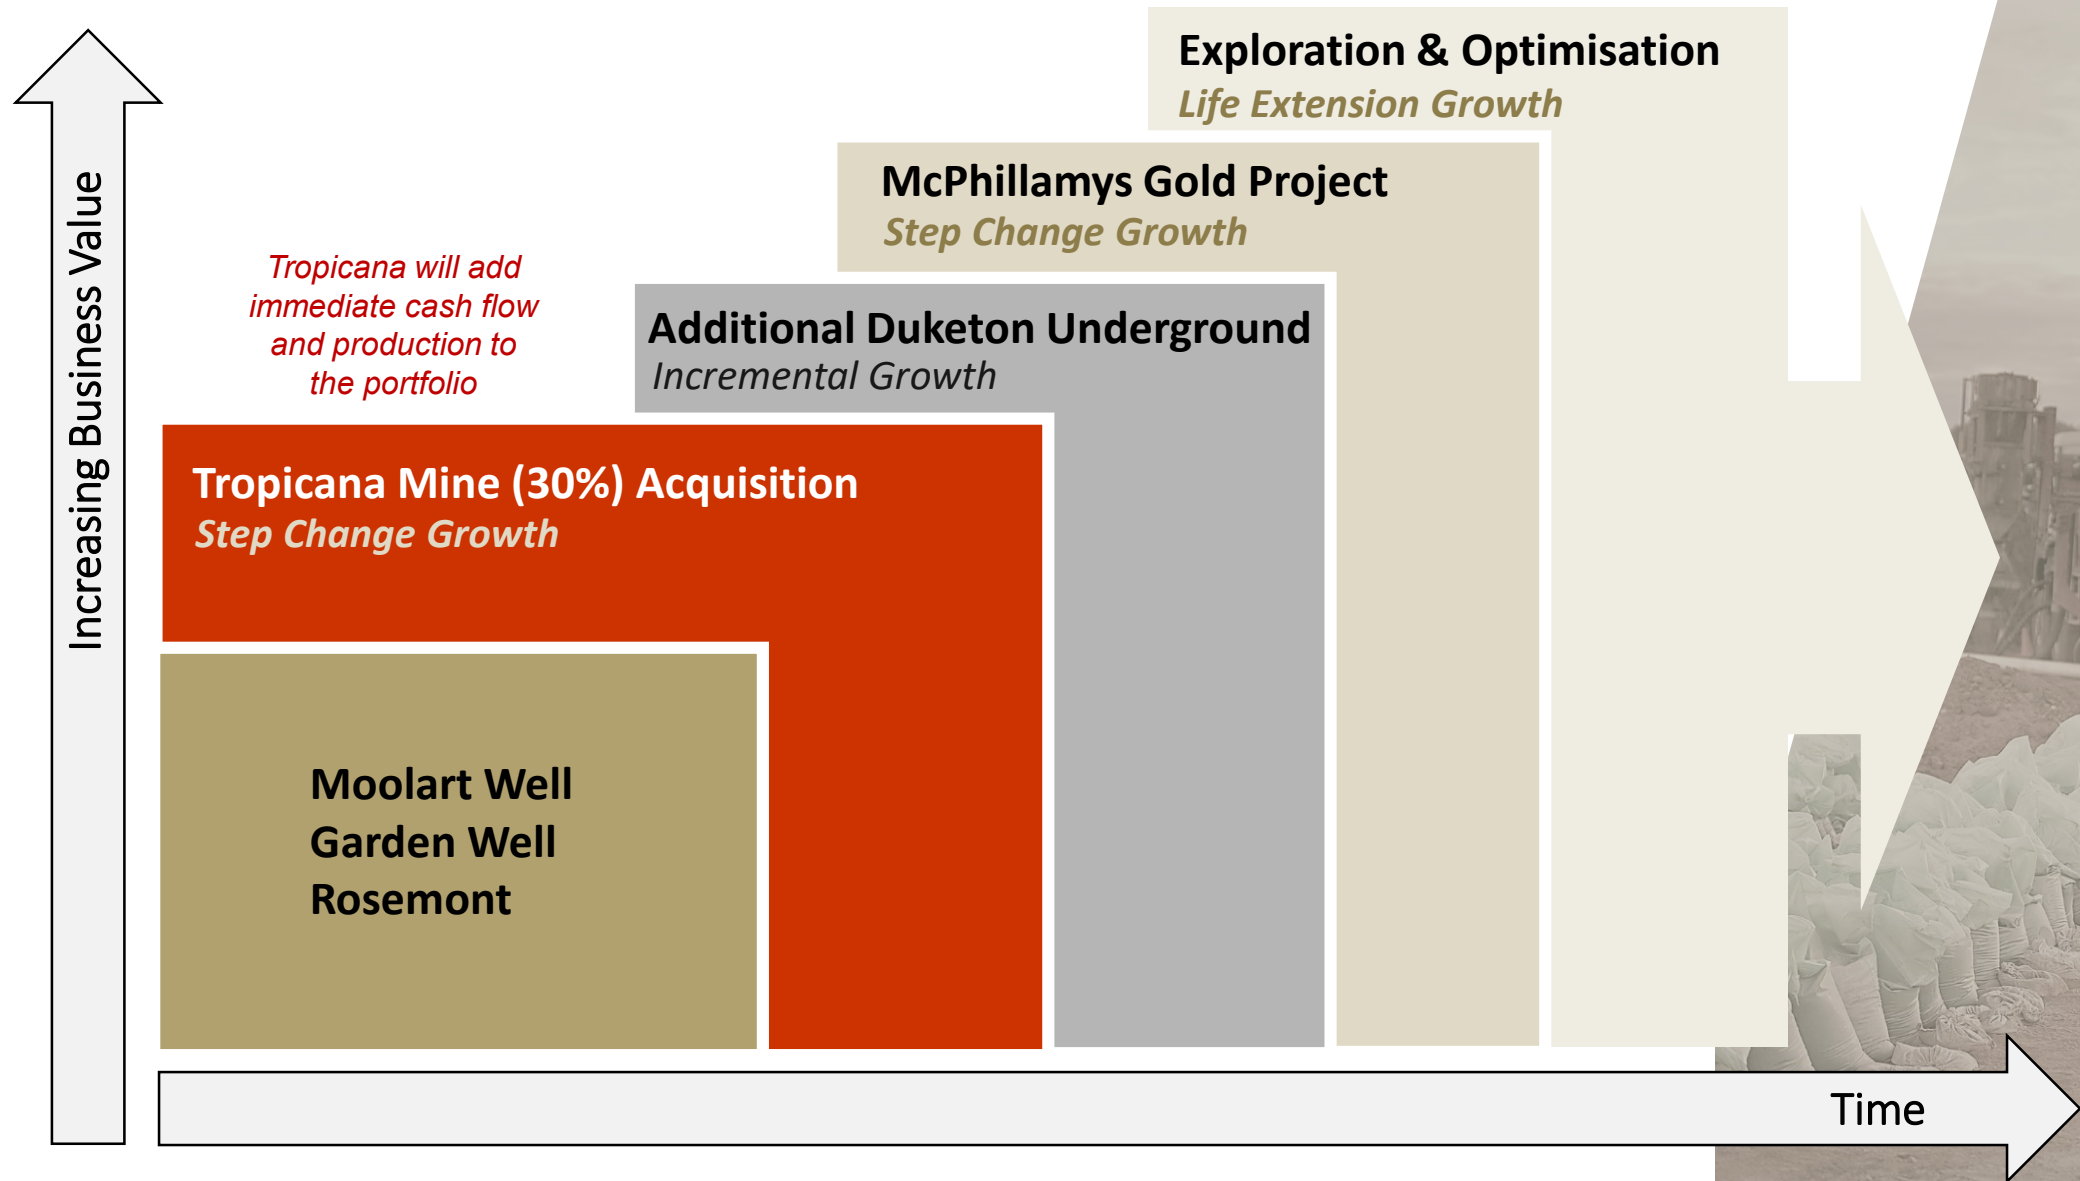 Increasing Business Value
Exploration & Optimisation
Life Extension Growth
McPhillamys Gold Project
Step Change Growth
Tropicana will add
immediate cash flow
and production to
the portfolio
Additional Duketon Underground
Incremental Growth
Tropicana Mine (30%) Acquisition
Step Change Growth
Moolart Well
Garden Well
Rosemont
Time